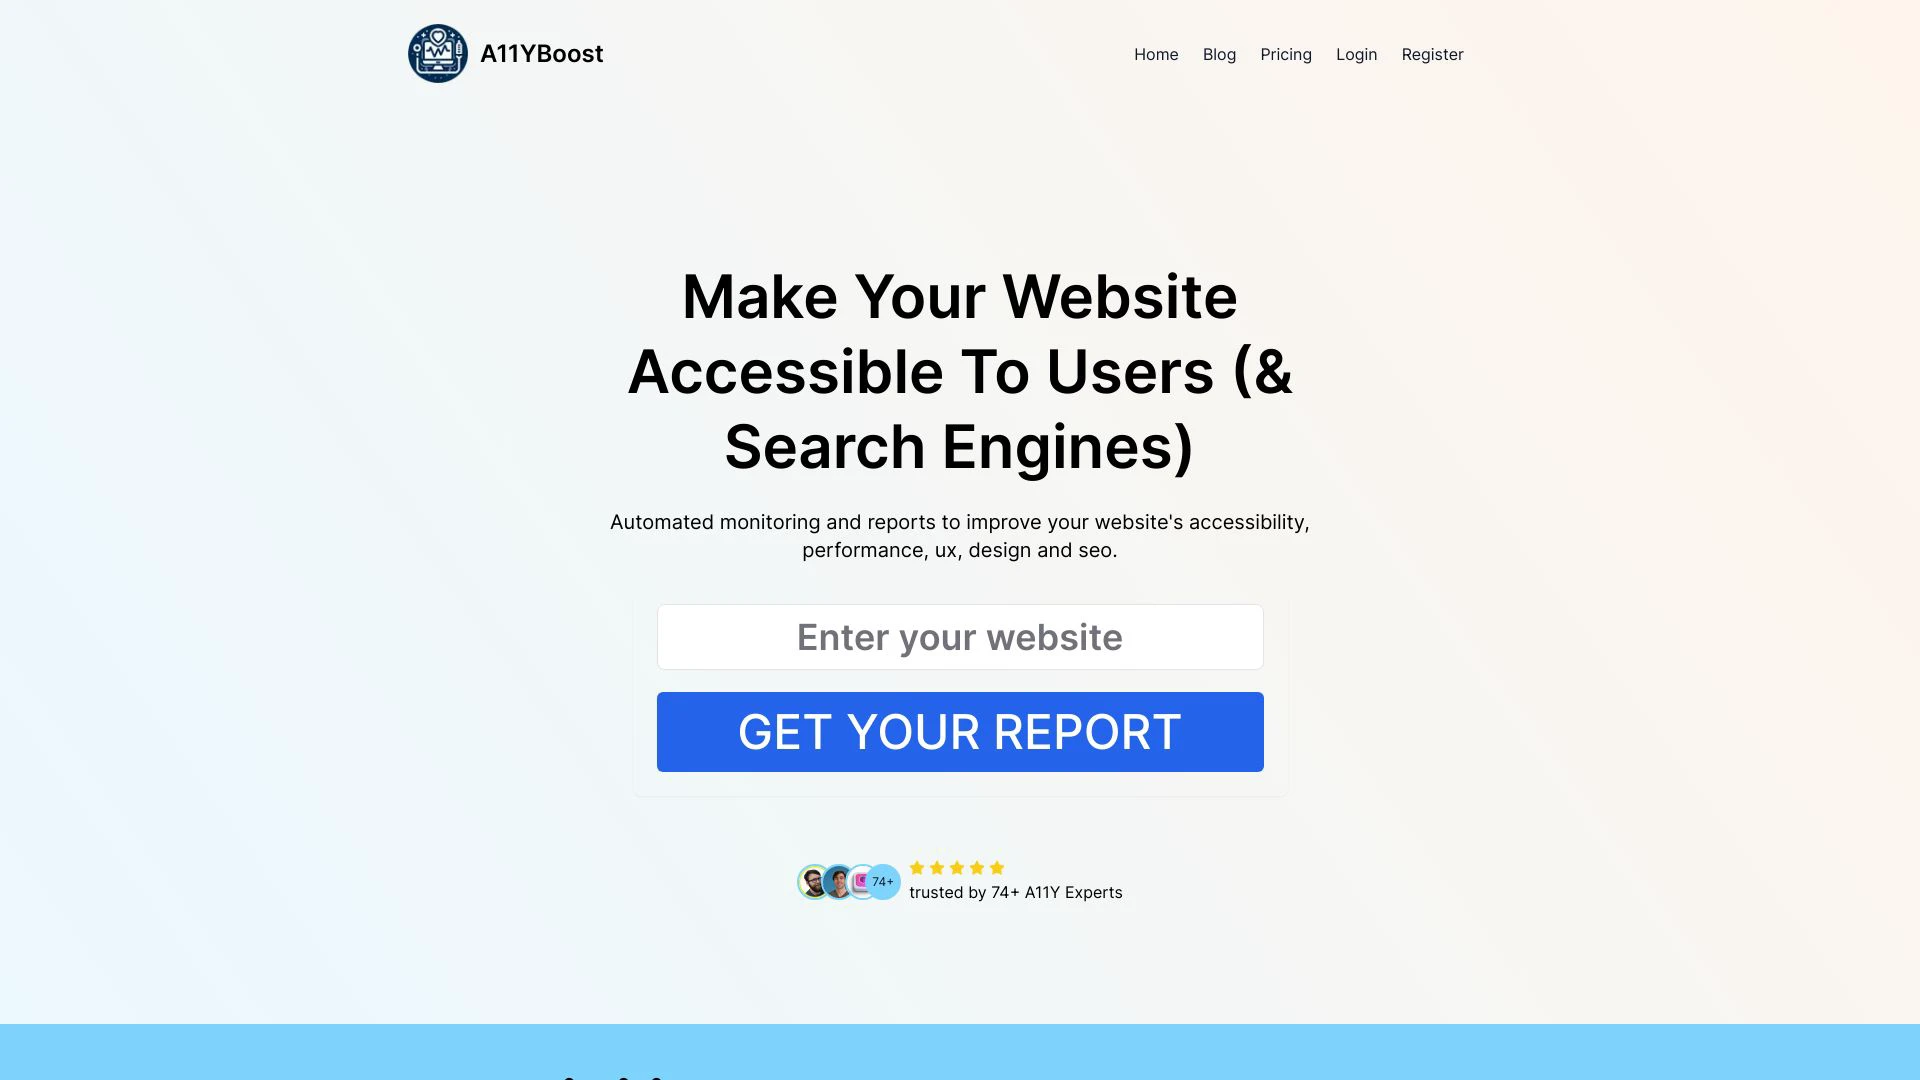 A11YBoost
Home Blog Pricing Login Register
Make Your Website
Accessible To Users (&
Search Engines)
Automated monitoring and reports to improve your website's accessibility,
performance, ux, design and seo.
Enter your website
GET YOUR REPORT
74+
trusted by 74+ A11Y Experts